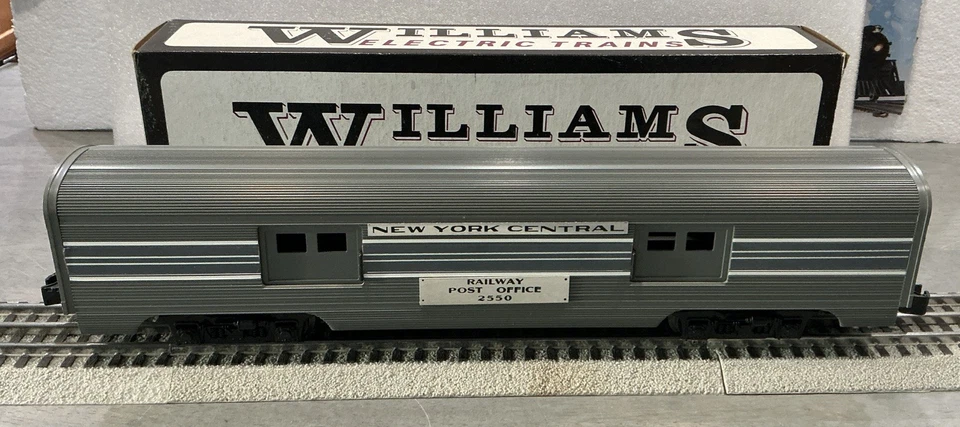 WILLIAMS
ELECTRIC TRAINS
WILLIAMS
NEW YORK CENTRAL
RAILWAY
POST OFFICE
2550